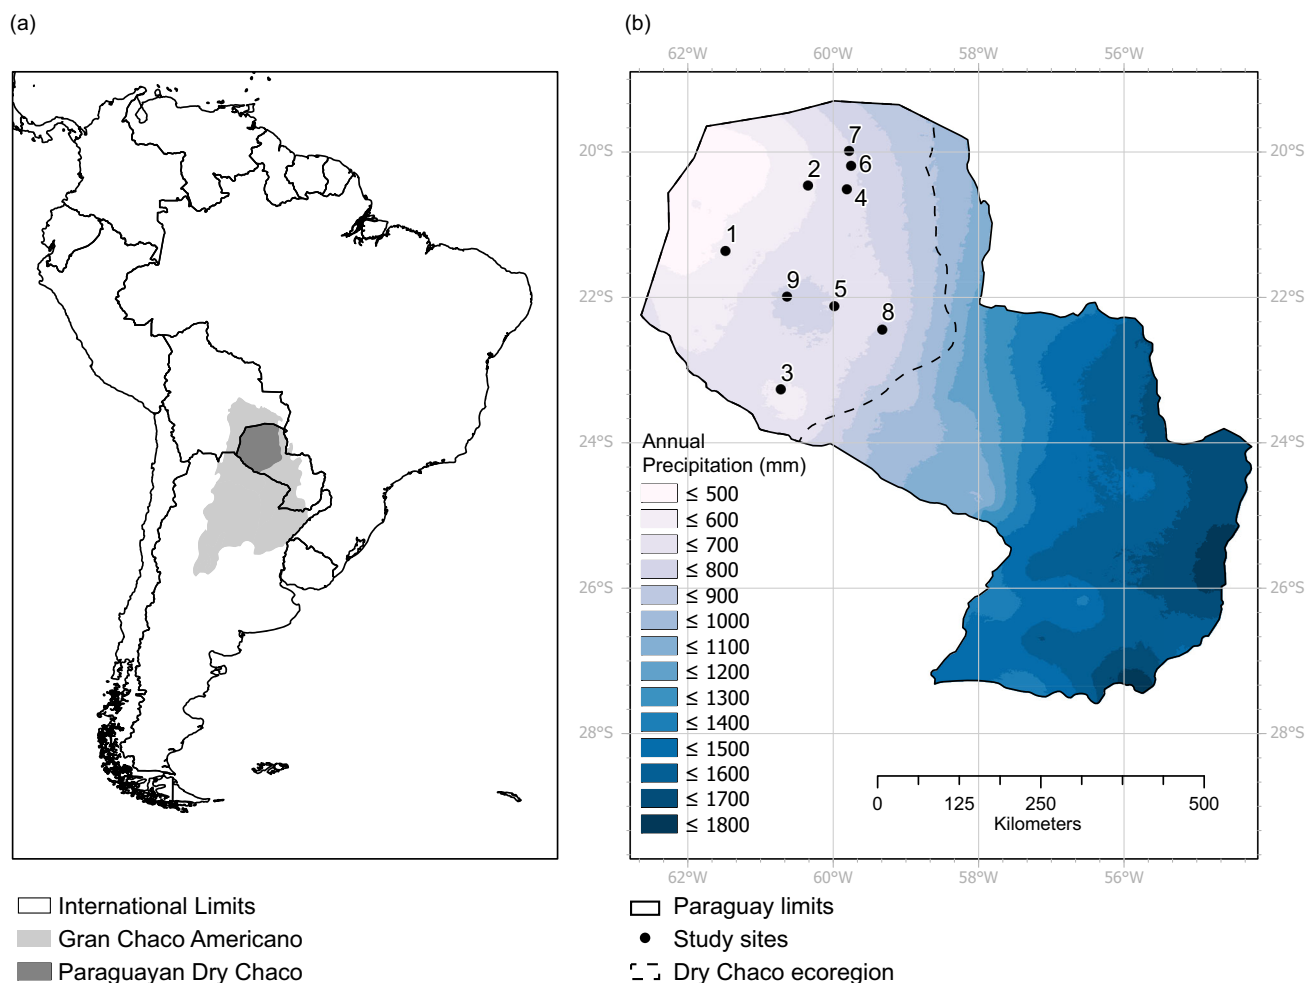 (a)
(b)
62°W 60°W 58°W 56°W
20°S 20°S
7
2 6
4
1
22°S 22°S
9 5
8
3
24°S 24°S
Annual
Precipitation (mm)
≤ 500
≤ 600
≤ 700
≤ 800
≤ 900
≤ 1000
≤ 1100
≤ 1200
≤ 1300
≤ 1400
≤ 1500
≤ 1600
≤ 1700
≤ 1800
26°S 26°S
28°S 28°S
0 125 250 500
Kilometers
62°W 60°W 58°W 56°W
International Limits
Gran Chaco Americano
Paraguayan Dry Chaco
Paraguay limits
Study sites
Dry Chaco ecoregion